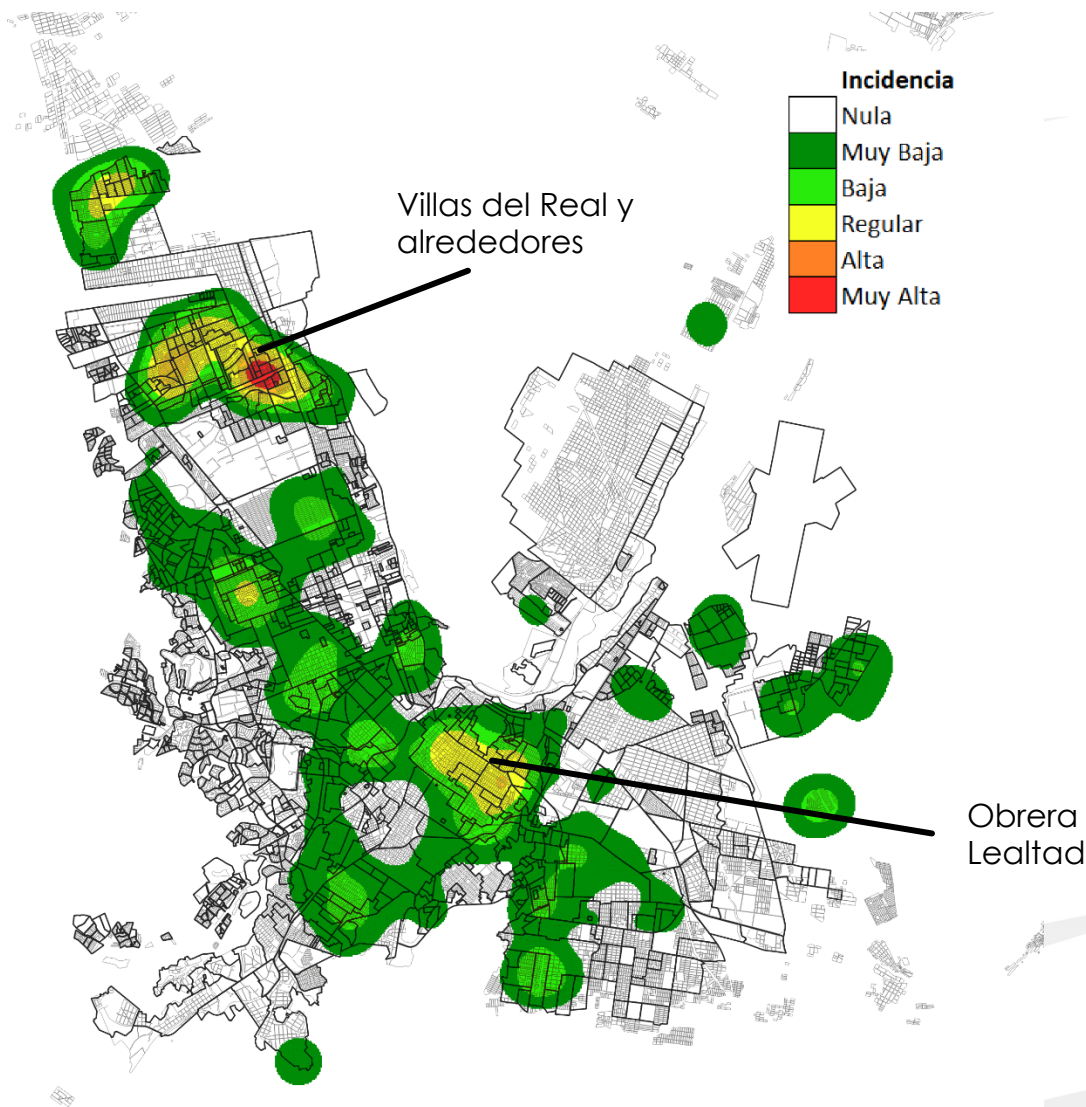 Incidencia
Nula
Muy Baja
Baja
Regular
Alta
Muy Alta
Villas del Real y
alrededores
Obrera
Lealtad